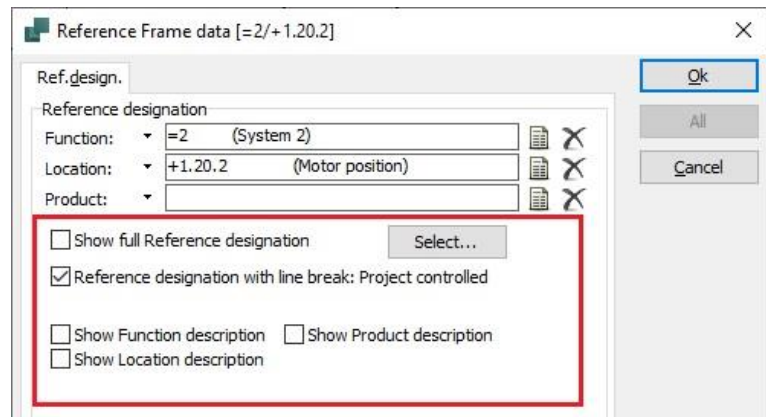 Reference Frame data [=2/+1.20.2]
Ref.design.
Ok
All
Cancel
Reference designation
Function: =2 (System 2)
Location: +1.20.2 (Motor position)
Product:
Show full Reference designation Select...
Reference designation with line break: Project controlled
Show Function description Show Product description
Show Location description